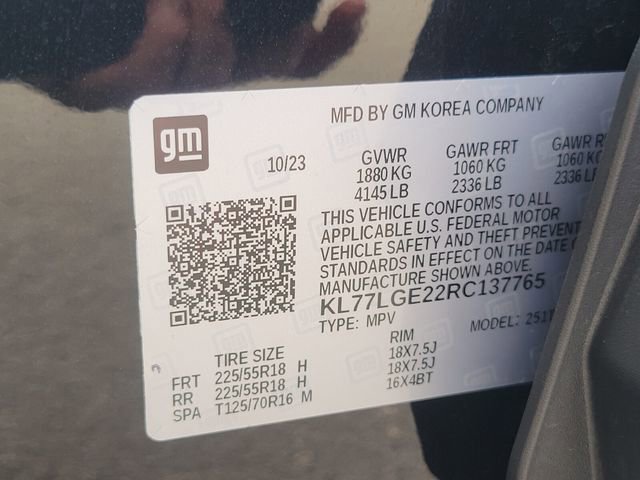 MFD BY GM KOREA COMPANY
gm
10/23
GVWR GAWR FRT GAWR
1880 KG 1060 KG 1060 KG
4145 LB 2336 LB 2336 LB
THIS VEHICLE CONFORMS TO ALL
APPLICABLE U.S. FEDERAL MOTOR
VEHICLE SAFETY AND THEFT PREVENT
STANDARDS IN EFFECT ON THE DATE
MANUFACTURE SHOWN ABOVE.
KL77LGE22RC137765
TYPE: MPV MODEL: 251T
TIRE SIZE RIM
FRT 225/55R18 H 18X7.5J
RR 225/55R18 H 18X7.5J
SPA T125/70R16 M 16X4BT